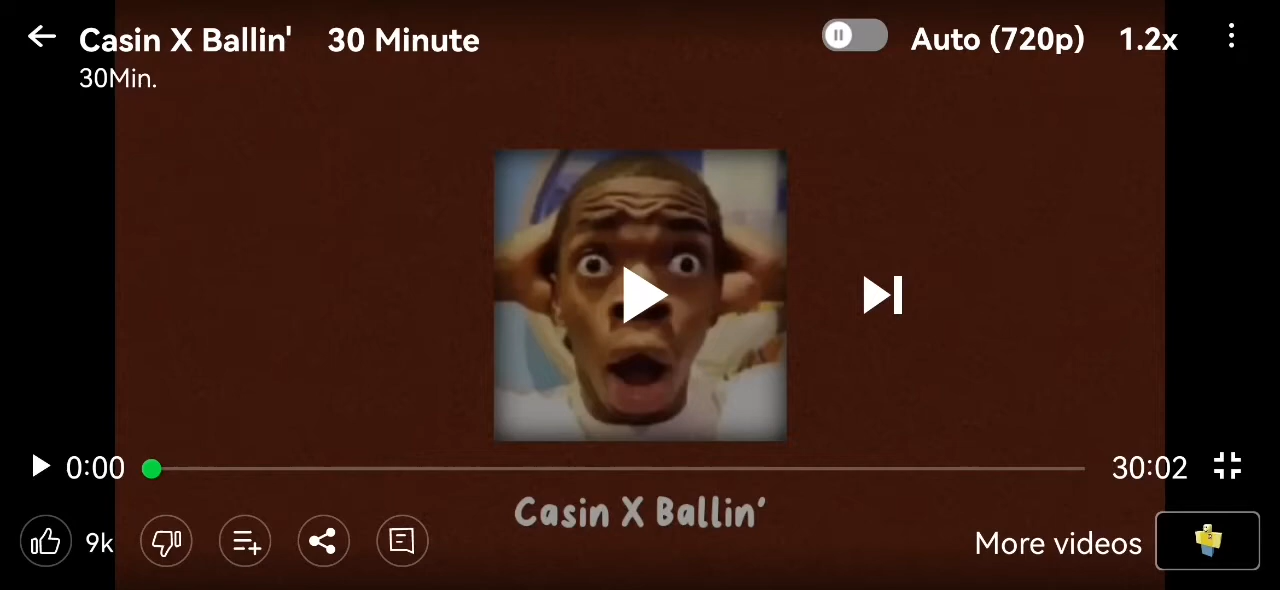 Casin X Ballin' 30 Minute
Auto (720p)
1.2x
30Min.
0:00
30:02
Casin X Ballin'
9k
More videos